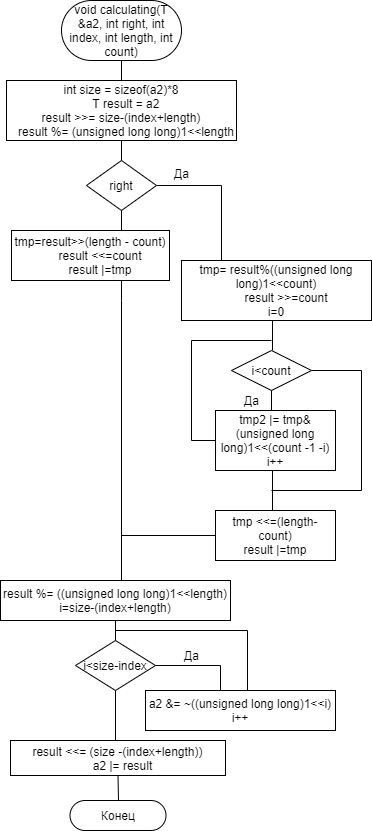 void calculating(T
&a2, int right, int
index, int length, int
count)
int size = sizeof(a2)*8
T result = a2
result >>= size-(index+length)
result %= (unsigned long long)1<<length
right
Да
tmp=result>>(length - count)
result <<=count
result |=tmp
tmp= result%((unsigned long
long)1<<count)
result >>=count
i=0
i<count
Да
tmp2 |= tmp&
(unsigned long
long)1<<(count -1 -i)
i++
tmp <<=(length-
count)
result |=tmp
result %= ((unsigned long long)1<<length)
i=size-(index+length)
i<size-index
Да
a2 &= ~((unsigned long long)1<<i)
i++
result <<= (size -(index+length))
a2 |= result
Конец